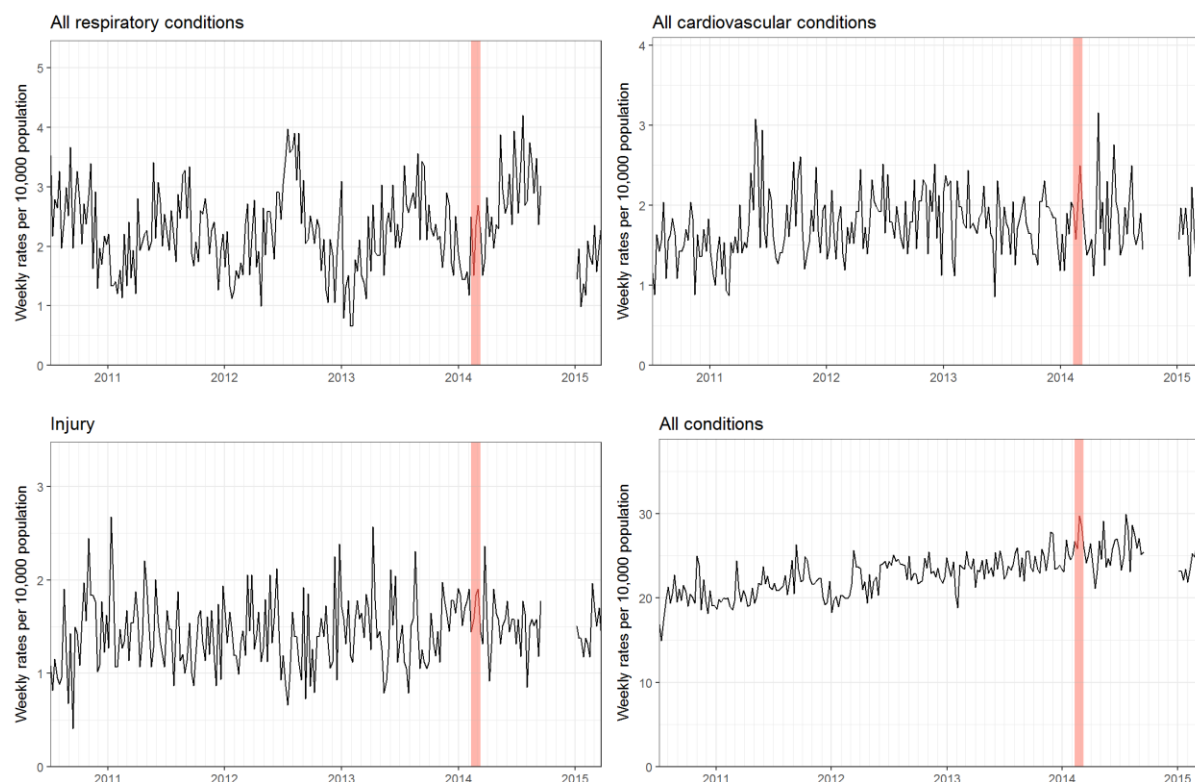 All respiratory conditions
Weekly rates per 10,000 population
5
4
3
2
1
0
2011 2012 2013 2014 2015
All cardiovascular conditions
Weekly rates per 10,000 population
4
3
2
1
0
2011 2012 2013 2014 2015
Injury
Weekly rates per 10,000 population
3
2
1
0
2011 2012 2013 2014 2015
All conditions
Weekly rates per 10,000 population
30
20
10
0
2011 2012 2013 2014 2015